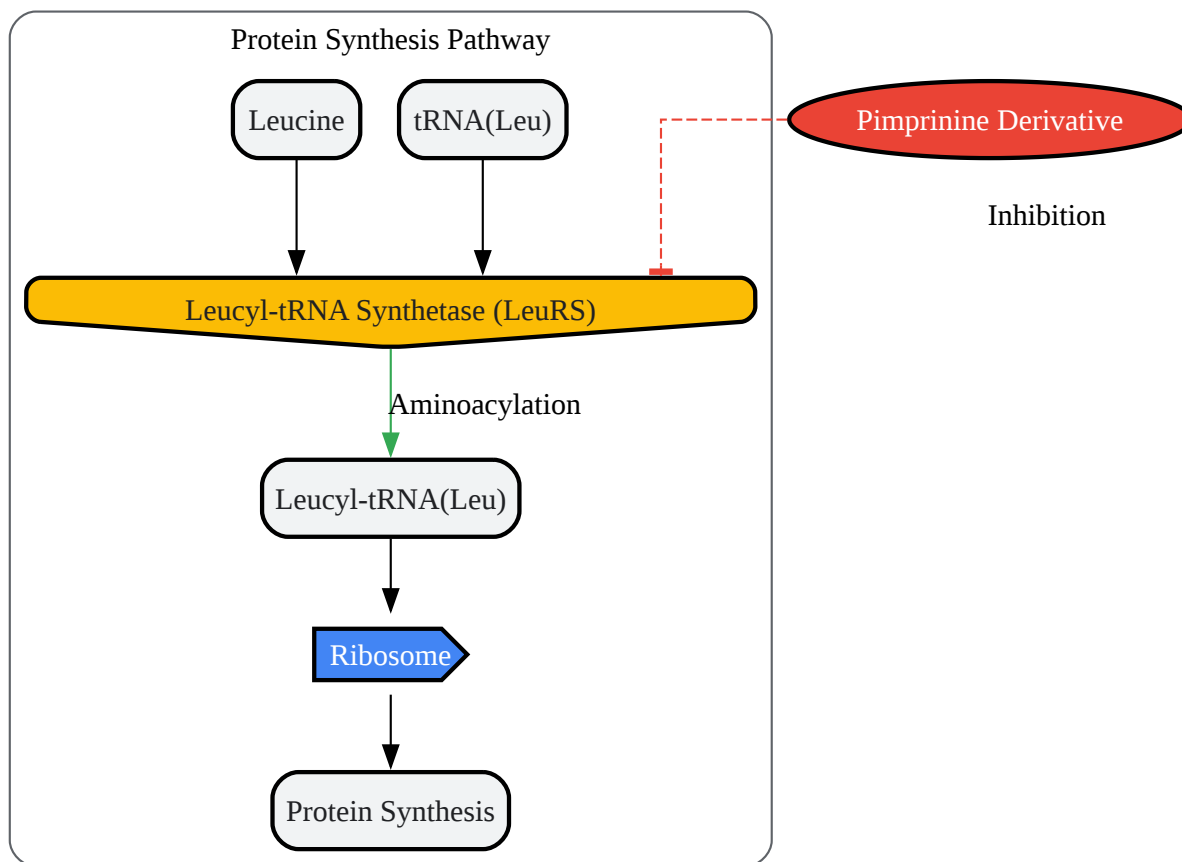 Protein Synthesis Pathway
Leucine
tRNA(Leu)
Pimprinine Derivative
Inhibition
Leucyl-tRNA Synthetase (LeuRS)
Aminoacylation
Leucyl-tRNA(Leu)
Ribosome
Protein Synthesis